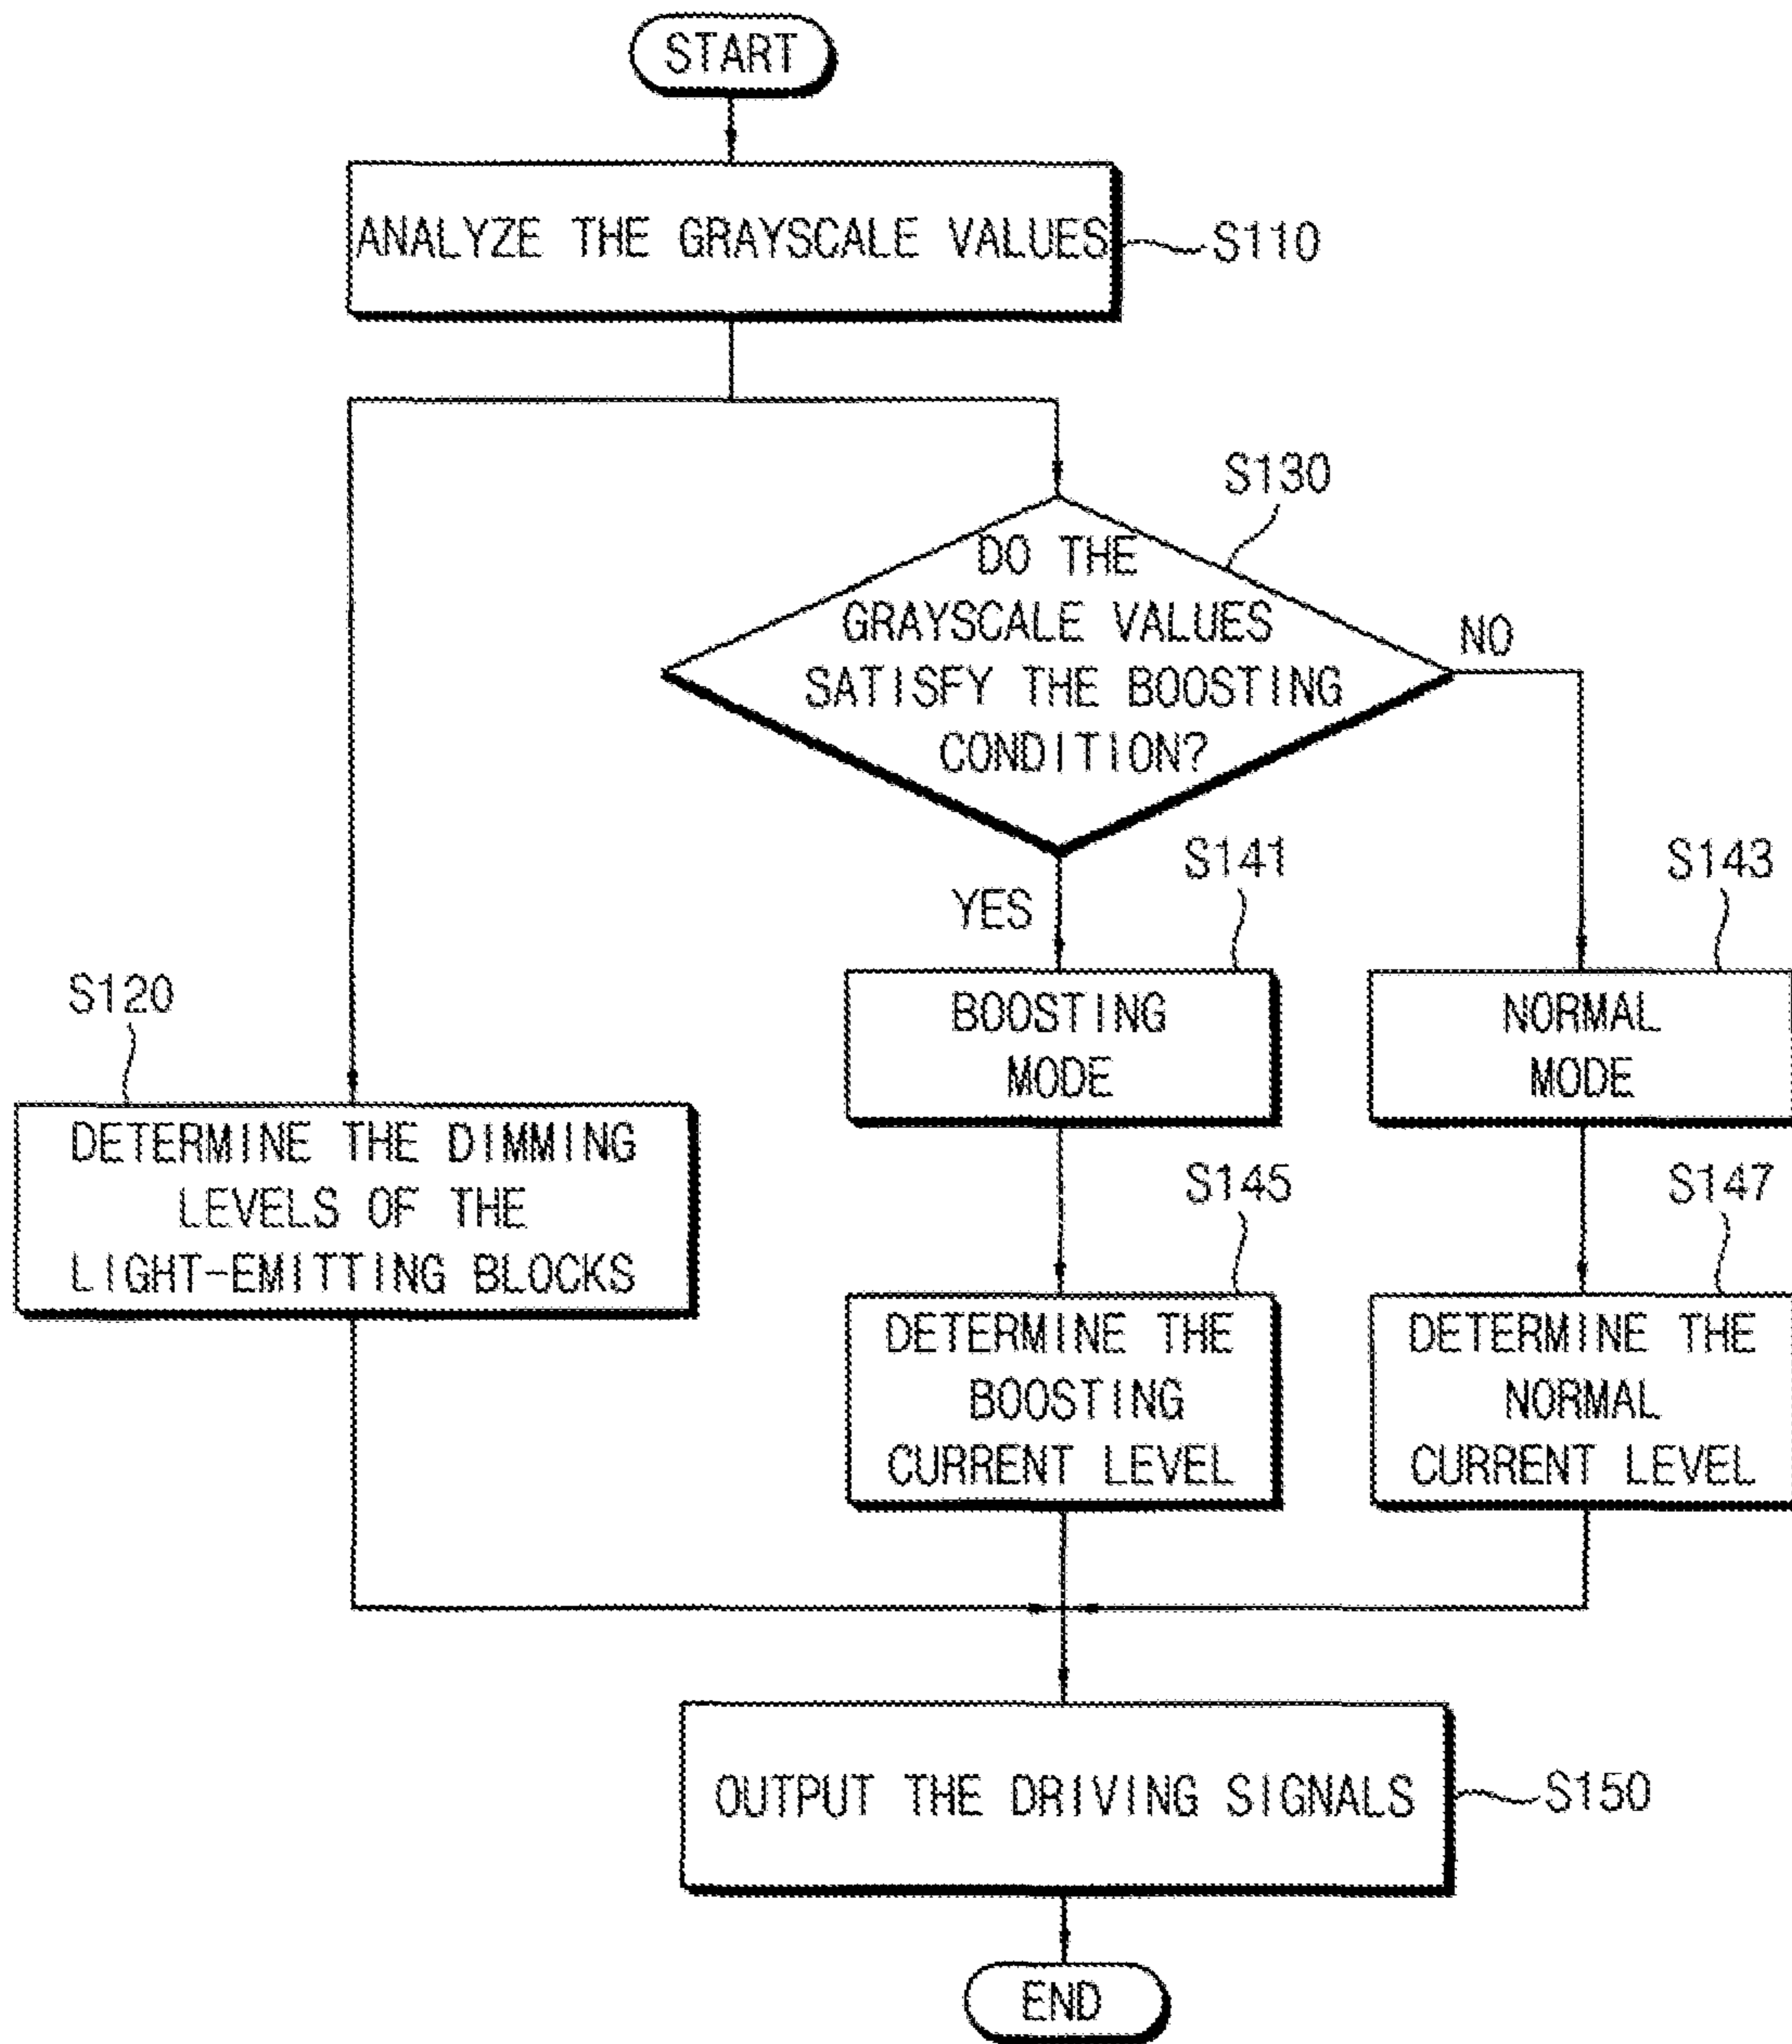 START
ANALYZE THE GRAYSCALE VALUES
S110
S130
DO THE
GRAYSCALE VALUES
SATISFY THE BOOSTING
CONDITION?
NO
YES
S141
S143
S120
BOOSTING
MODE
NORMAL
MODE
DETERMINE THE DIMMING
LEVELS OF THE
LIGHT-EMITTING BLOCKS
S145
S147
DETERMINE THE
BOOSTING
CURRENT LEVEL
DETERMINE THE
NORMAL
CURRENT LEVEL
OUTPUT THE DRIVING SIGNALS
S150
END